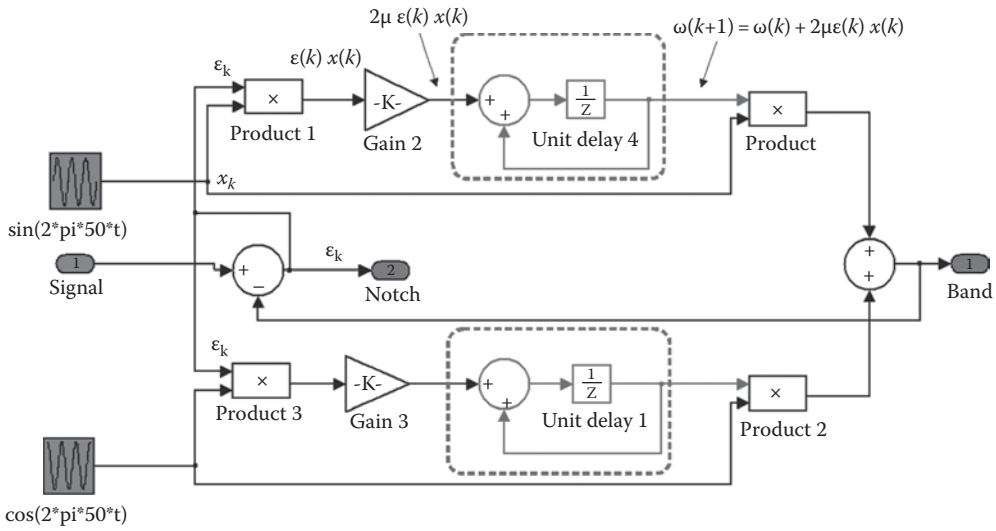 2μ ε(k) x(k)
ω(k+1) = ω(k) + 2με(k) x(k)
ε(k) x(k)
εk
×
Product 1
-K-
Gain 2
+
+
1
Z
Unit delay 4
×
Product
xk
sin(2*pi*50*t)
1
Signal
+
−
εk
2
Notch
+
+
1
Band
εk
×
Product 3
-K-
Gain 3
+
+
1
Z
Unit delay 1
×
Product 2
cos(2*pi*50*t)